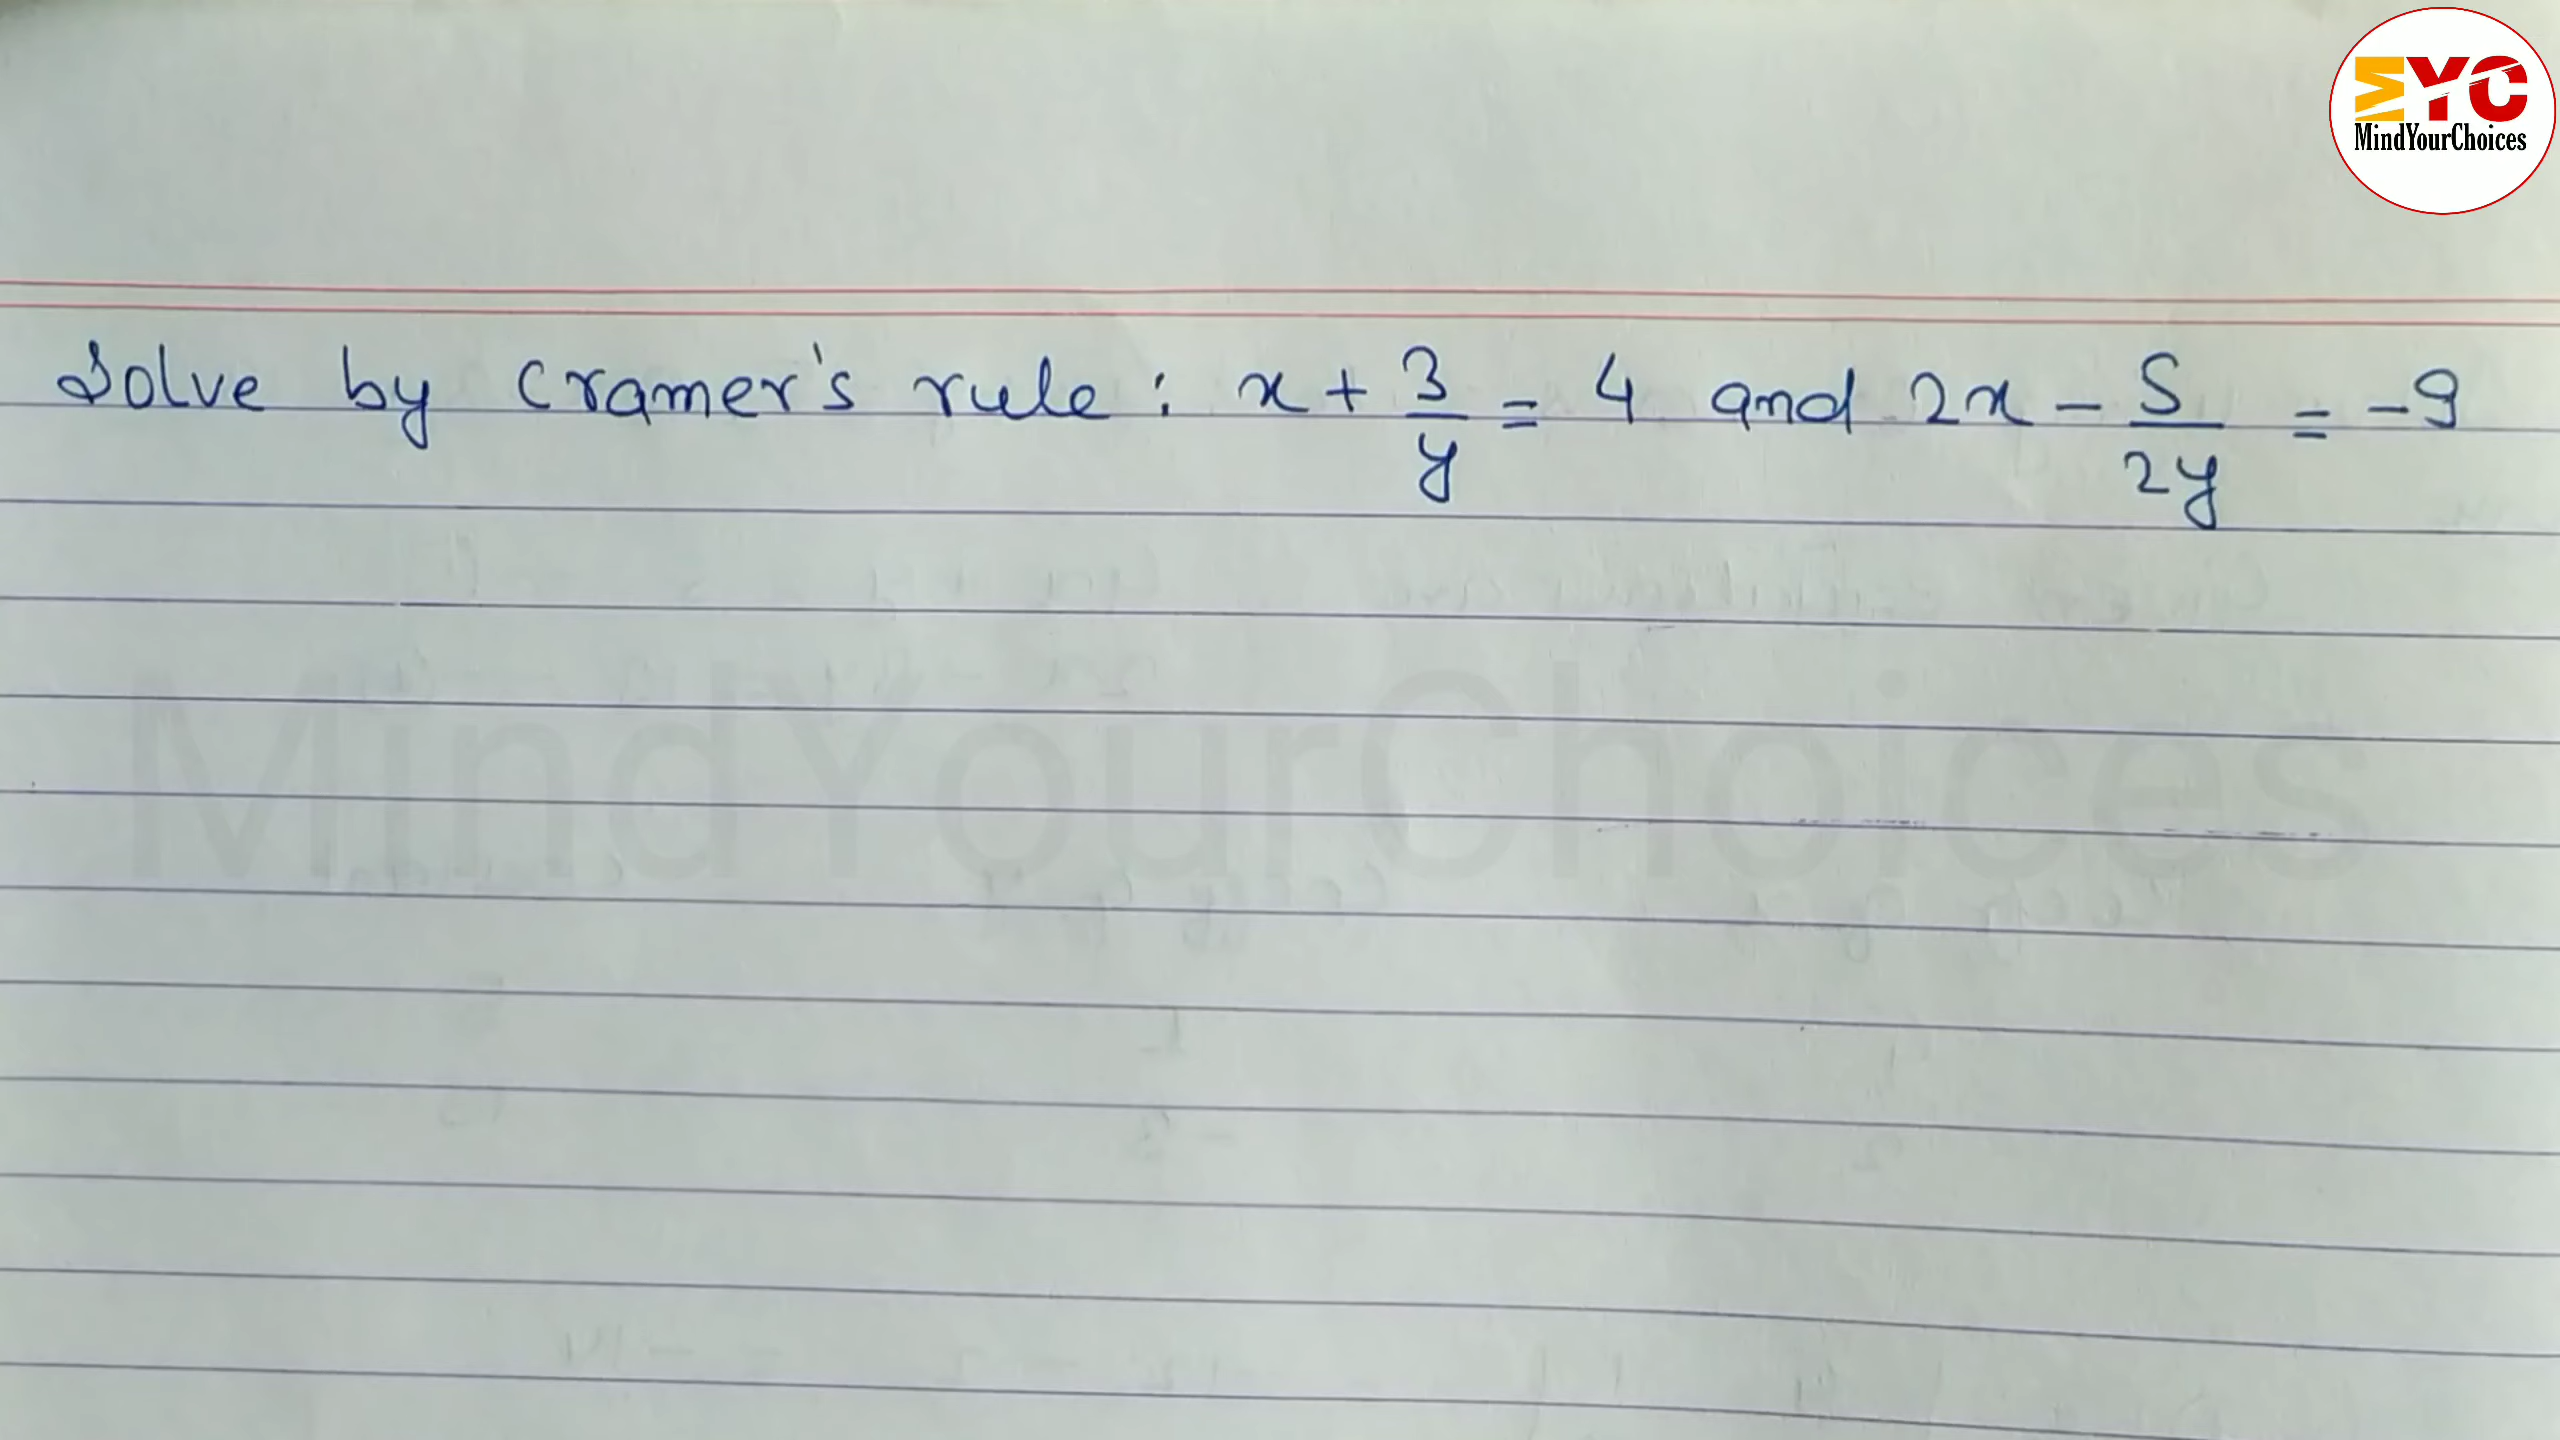 MYC
MindYourChoices
Solve by Cramer's rule : x + 3/y = 4 and 2x - 5/2y = -9
MindYourChoices